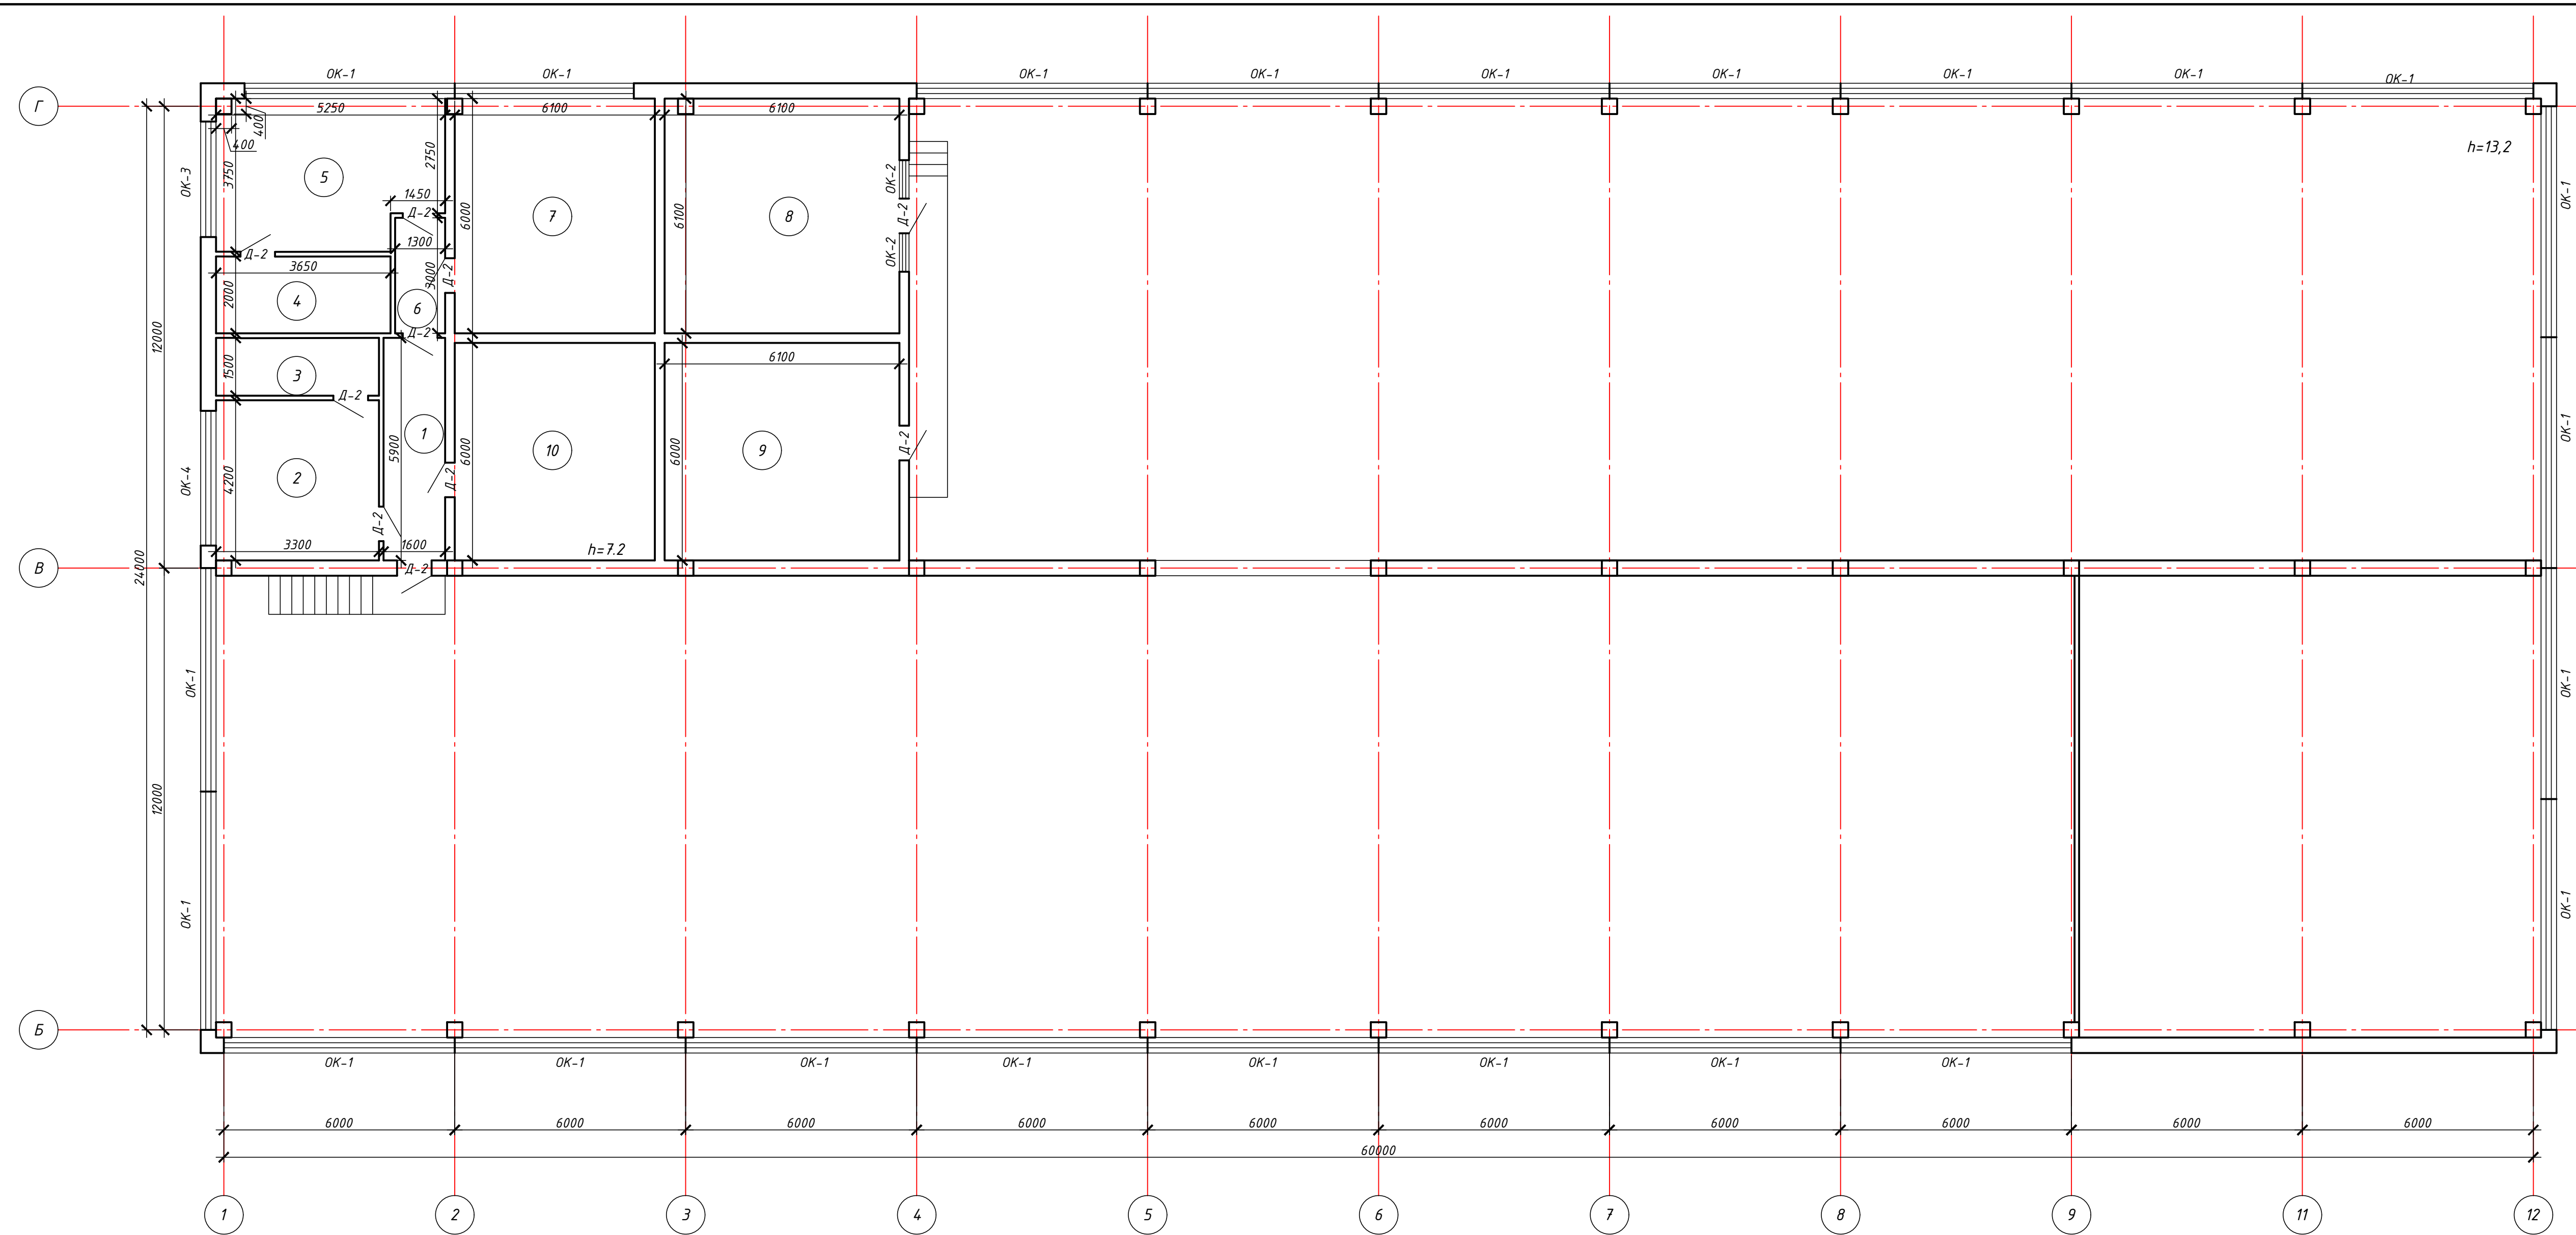 ОК-1
ОК-1
ОК-1
ОК-1
ОК-1
ОК-1
ОК-1
ОК-1
ОК-1
Г
5250
6100
6100
400
400
h=13,2
2750
3750
ОК-3
5
ОК-2
ОК-1
1450
Д-2
6000
7
6100
8
Д-2
1300
Д-2
ОК-2
3650
3000
Д-2
2000
4
6
12000
Д-2
1500
3
6100
Д-2
5900
1
6000
10
6000
9
Д-2
ОК-1
ОК-4
4200
2
Д-2
Д-2
3300
1600
h=7.2
В
24000
Д-2
ОК-1
ОК-1
12000
ОК-1
ОК-1
Б
ОК-1
ОК-1
ОК-1
ОК-1
ОК-1
ОК-1
ОК-1
ОК-1
6000
6000
6000
6000
6000
6000
6000
6000
6000
6000
60000
1
2
3
4
5
6
7
8
9
11
12